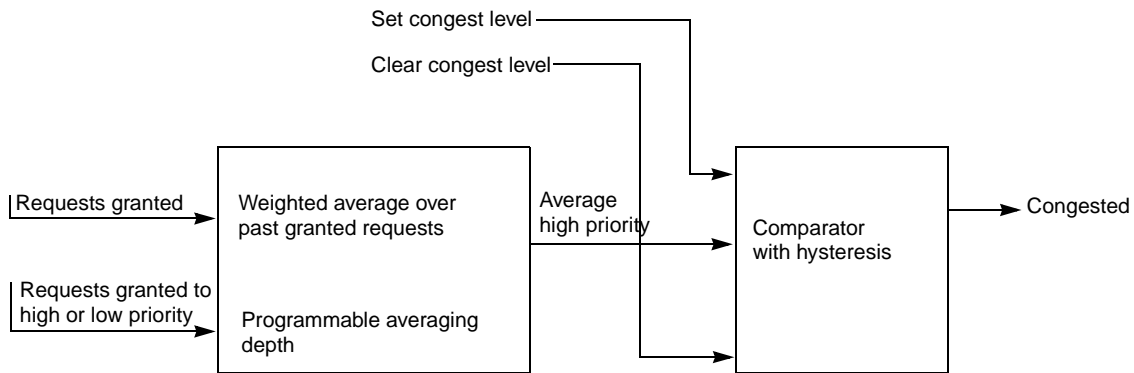 Set congest level
Clear congest level
Requests granted
Weighted average over
past granted requests
Average
high priority
Congested
Comparator
with hysteresis
Requests granted to
high or low priority
Programmable averaging
depth